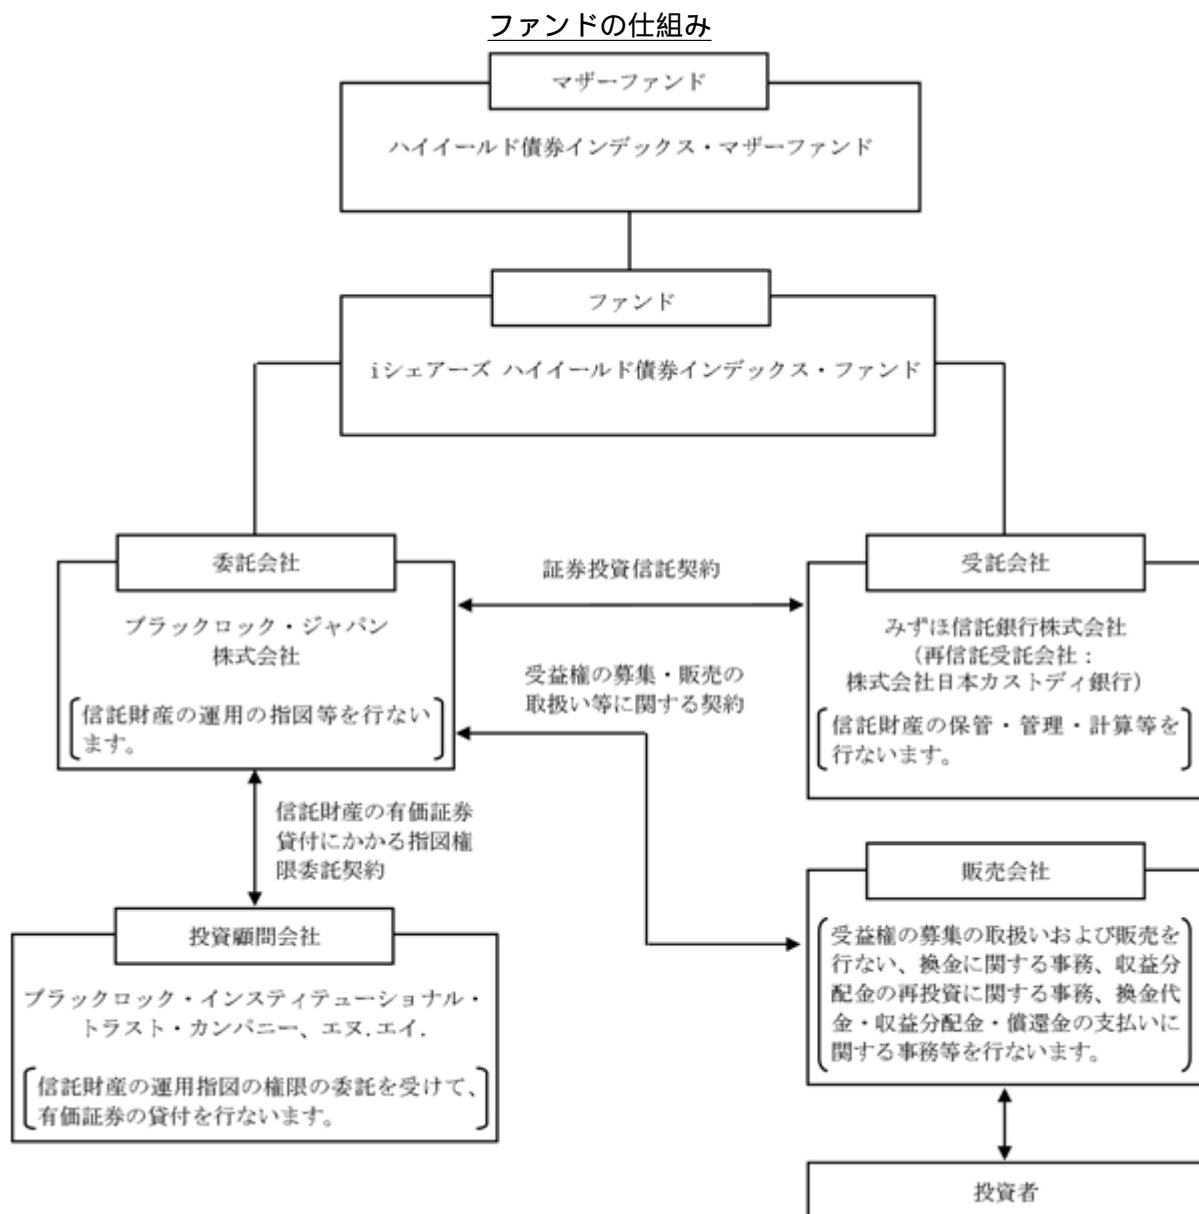 ファンドの仕組み
マザーファンド
ハイイールド債券インデックス・マザーファンド
ファンド
iシェアーズ ハイイールド債券インデックス・ファンド
委託会社
ブラックロック・ジャパン
株式会社
信託財産の運用の指図等を行ない
ます。
証券投資信託契約
受益権の募集・販売の
取扱い等に関する契約
受託会社
みずほ信託銀行株式会社
(再信託受託会社:
株式会社日本カストディ銀行)
信託財産の保管・管理・計算等を
行ないます。
信託財産の有価証券
貸付にかかる指図権
限委託契約
投資顧問会社
ブラックロック・インスティテューショナル・
トラスト・カンパニー、エヌ.エイ.
信託財産の運用指図の権限の委託を受けて、
有価証券の貸付を行ないます。
販売会社
受益権の募集の取扱いおよび販売を
行ない、換金に関する事務、収益分
配金の再投資に関する事務、換金代
金・収益分配金・償還金の支払いに
関する事務等を行ないます。
投資者